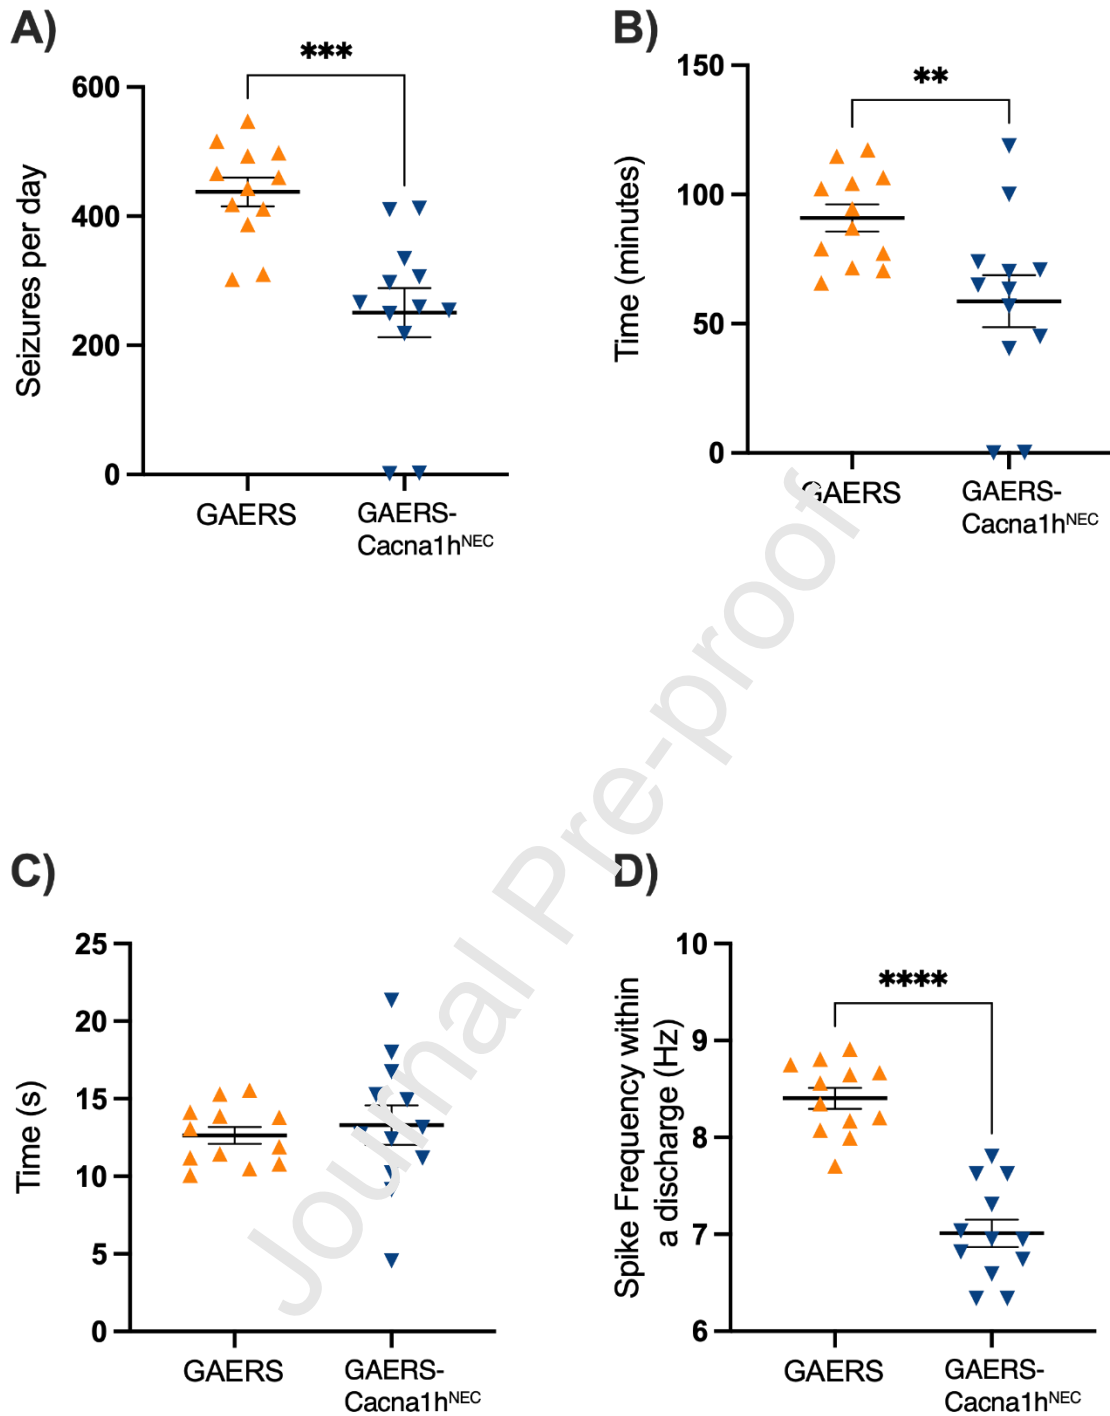 A)
***
600
400
200
0
Seizures per day
GAERS
GAERS-
Cacna1hNEC
B)
**
150
100
50
0
Time (minutes)
GAERS
GAERS-
Cacna1hNEC
Journal Pre-proof
C)
25
20
15
10
5
0
Time (s)
GAERS
GAERS-
Cacna1hNEC
D)
****
10
9
8
7
6
Spike Frequency within
a discharge (Hz)
GAERS
GAERS-
Cacna1hNEC